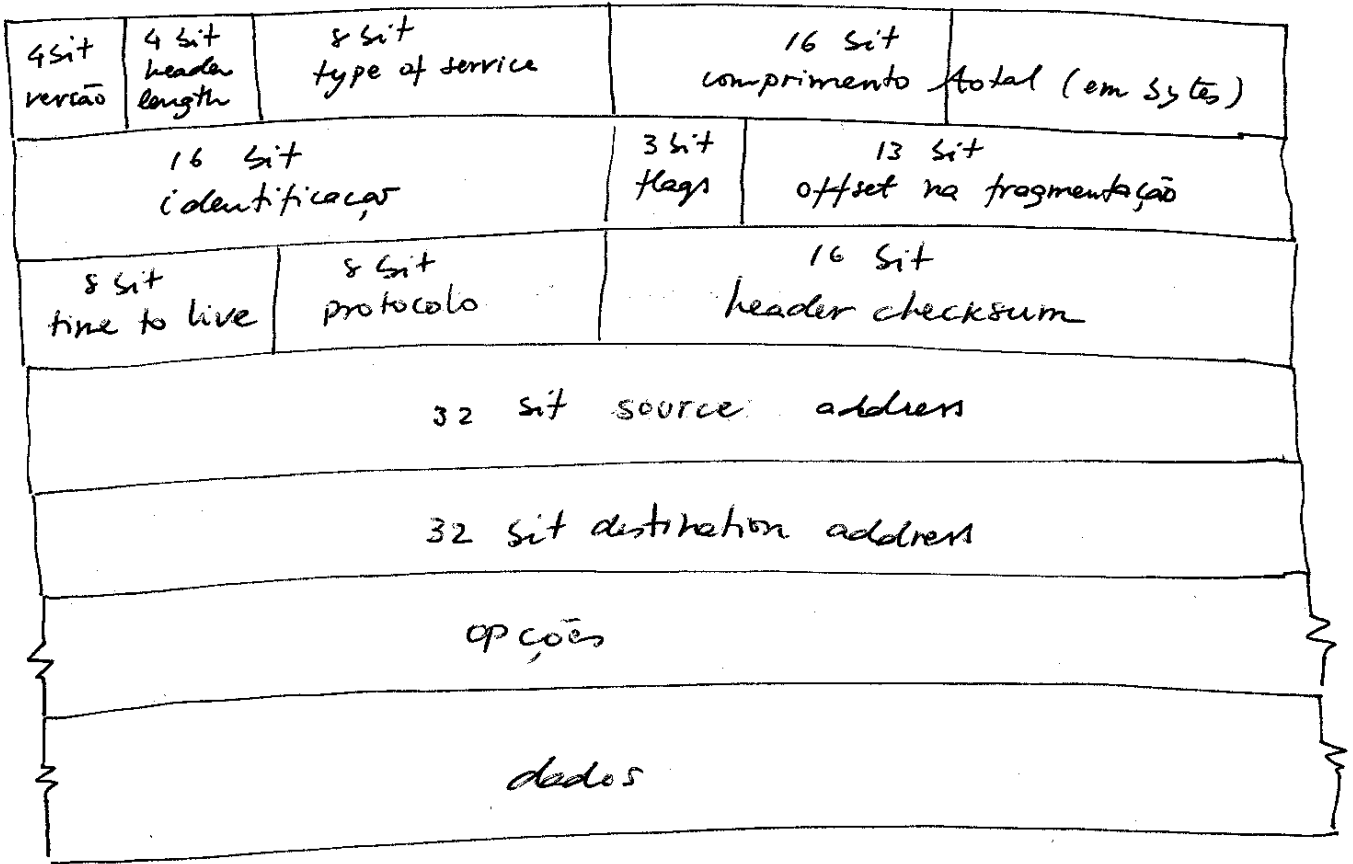 4 bit
versão
4 bit
header
length
8 bit
type of service
16 bit
comprimento total (em bytes)
16 bit
identificação
3 bit
flags
13 bit
offset na fragmentação
8 bit
time to live
8 bit
protocolo
16 bit
header checksum
32 bit source address
32 bit destination address
opções
dados